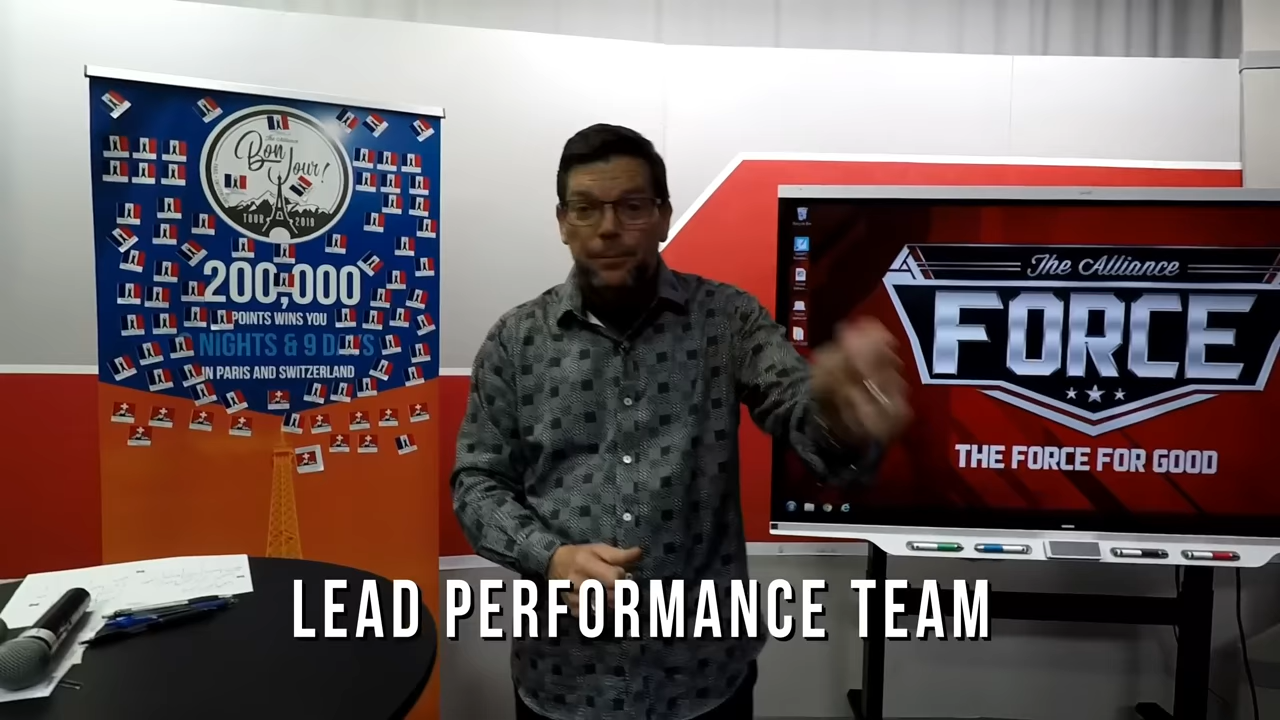 The Alliance
Bon
Jour!
TOUR 2019
200,000
POINTS WINS YOU
NIGHTS & 9 DAYS
IN PARIS AND SWITZERLAND
The Alliance
FORCE
THE FORCE FOR GOOD
LEAD PERFORMANCE TEAM